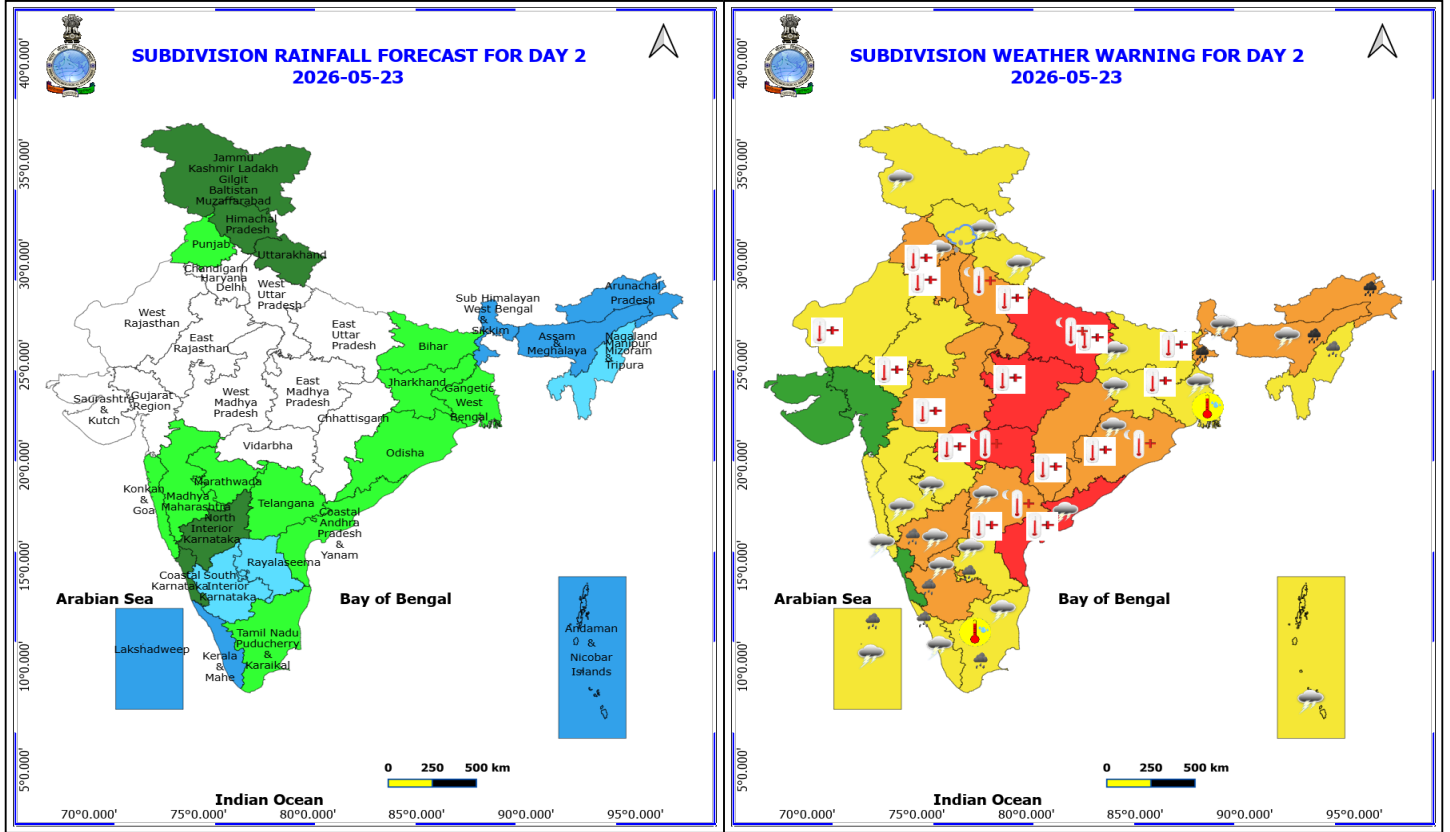 SUBDIVISION RAINFALL FORECAST FOR DAY 2
2026-05-23
40°0.000'
35°0.000'
30°0.000'
25°0.000'
20°0.000'
15°0.000'
10°0.000'
5°0.000'
Jammu
Kashmir Ladakh
Gilgit
Baltistan
Muzaffarabad
Himachal
Pradesh
Punjab
Uttarakhand
Chandigarh
Haryana
Delhi
West
Uttar
Pradesh
West
Rajasthan
East
Rajasthan
East
Uttar
Pradesh
Sub Himalayan
West Bengal
&
Sikkim
Arunachal
Pradesh
Assam
&
Meghalaya
Nagaland
Manipur
Mizoram
&
Tripura
Bihar
Jharkhand
Gangetic
West
Bengal
Saurashtra
&
Kutch
Gujarat
Region
West
Madhya
Pradesh
East
Madhya
Pradesh
Chhattisgarh
Vidarbha
Odisha
Konkan
&
Goa
Madhya
Maharashtra
Marathwada
Telangana
North
Interior
Karnataka
Coastal
Andhra
Pradesh
&
Yanam
Rayalaseema
Coastal
Karnataka
South
Interior
Karnataka
Arabian Sea
Bay of Bengal
Lakshadweep
Kerala
&
Mahe
Tamil Nadu
Puducherry
&
Karaikal
Andaman
&
Nicobar
Islands
0 250 500 km
Indian Ocean
70°0.000' 75°0.000' 80°0.000' 85°0.000' 90°0.000' 95°0.000'
SUBDIVISION WEATHER WARNING FOR DAY 2
2026-05-23
40°0.000'
35°0.000'
30°0.000'
25°0.000'
20°0.000'
15°0.000'
10°0.000'
5°0.000'
Arabian Sea
Bay of Bengal
0 250 500 km
Indian Ocean
70°0.000' 75°0.000' 80°0.000' 85°0.000' 90°0.000' 95°0.000'